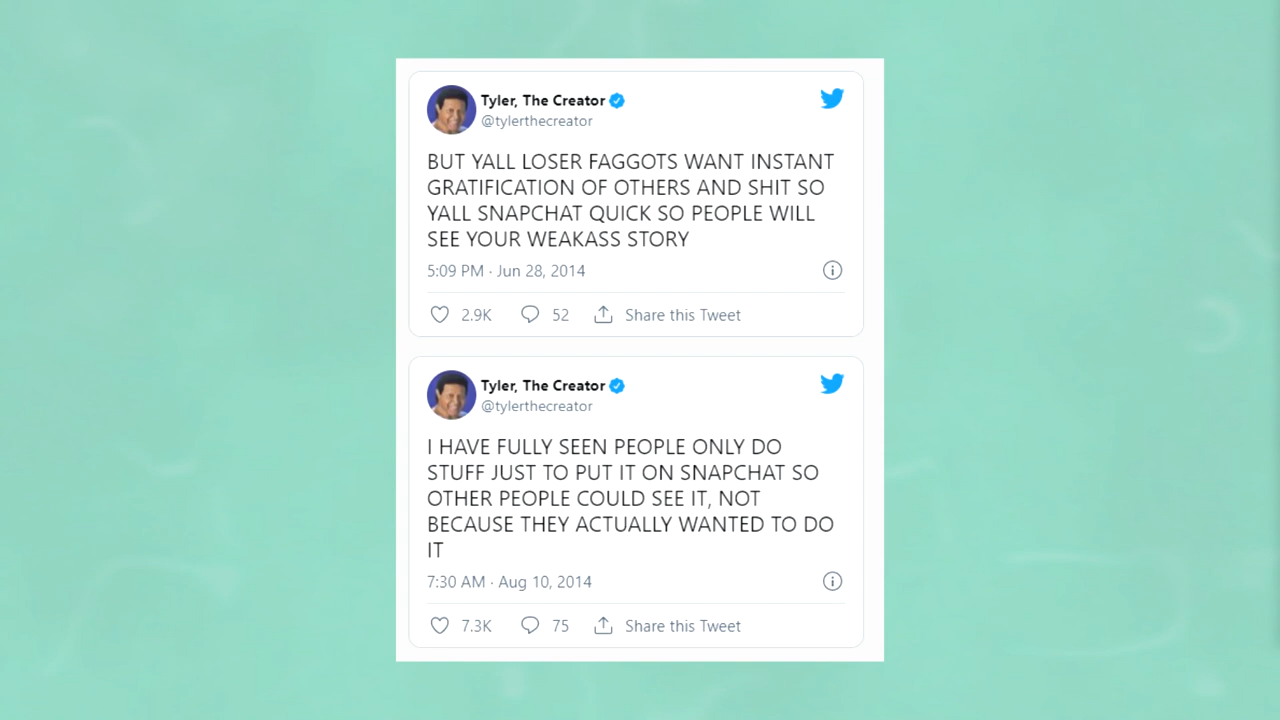 Tyler, The Creator
@tylerthecreator
BUT YALL LOSER FAGGOTS WANT INSTANT
GRATIFICATION OF OTHERS AND SHIT SO
YALL SNAPCHAT QUICK SO PEOPLE WILL
SEE YOUR WEAKASS STORY
5:09 PM · Jun 28, 2014
2.9K 52 Share this Tweet
Tyler, The Creator
@tylerthecreator
I HAVE FULLY SEEN PEOPLE ONLY DO
STUFF JUST TO PUT IT ON SNAPCHAT SO
OTHER PEOPLE COULD SEE IT, NOT
BECAUSE THEY ACTUALLY WANTED TO DO
IT
7:30 AM · Aug 10, 2014
7.3K 75 Share this Tweet